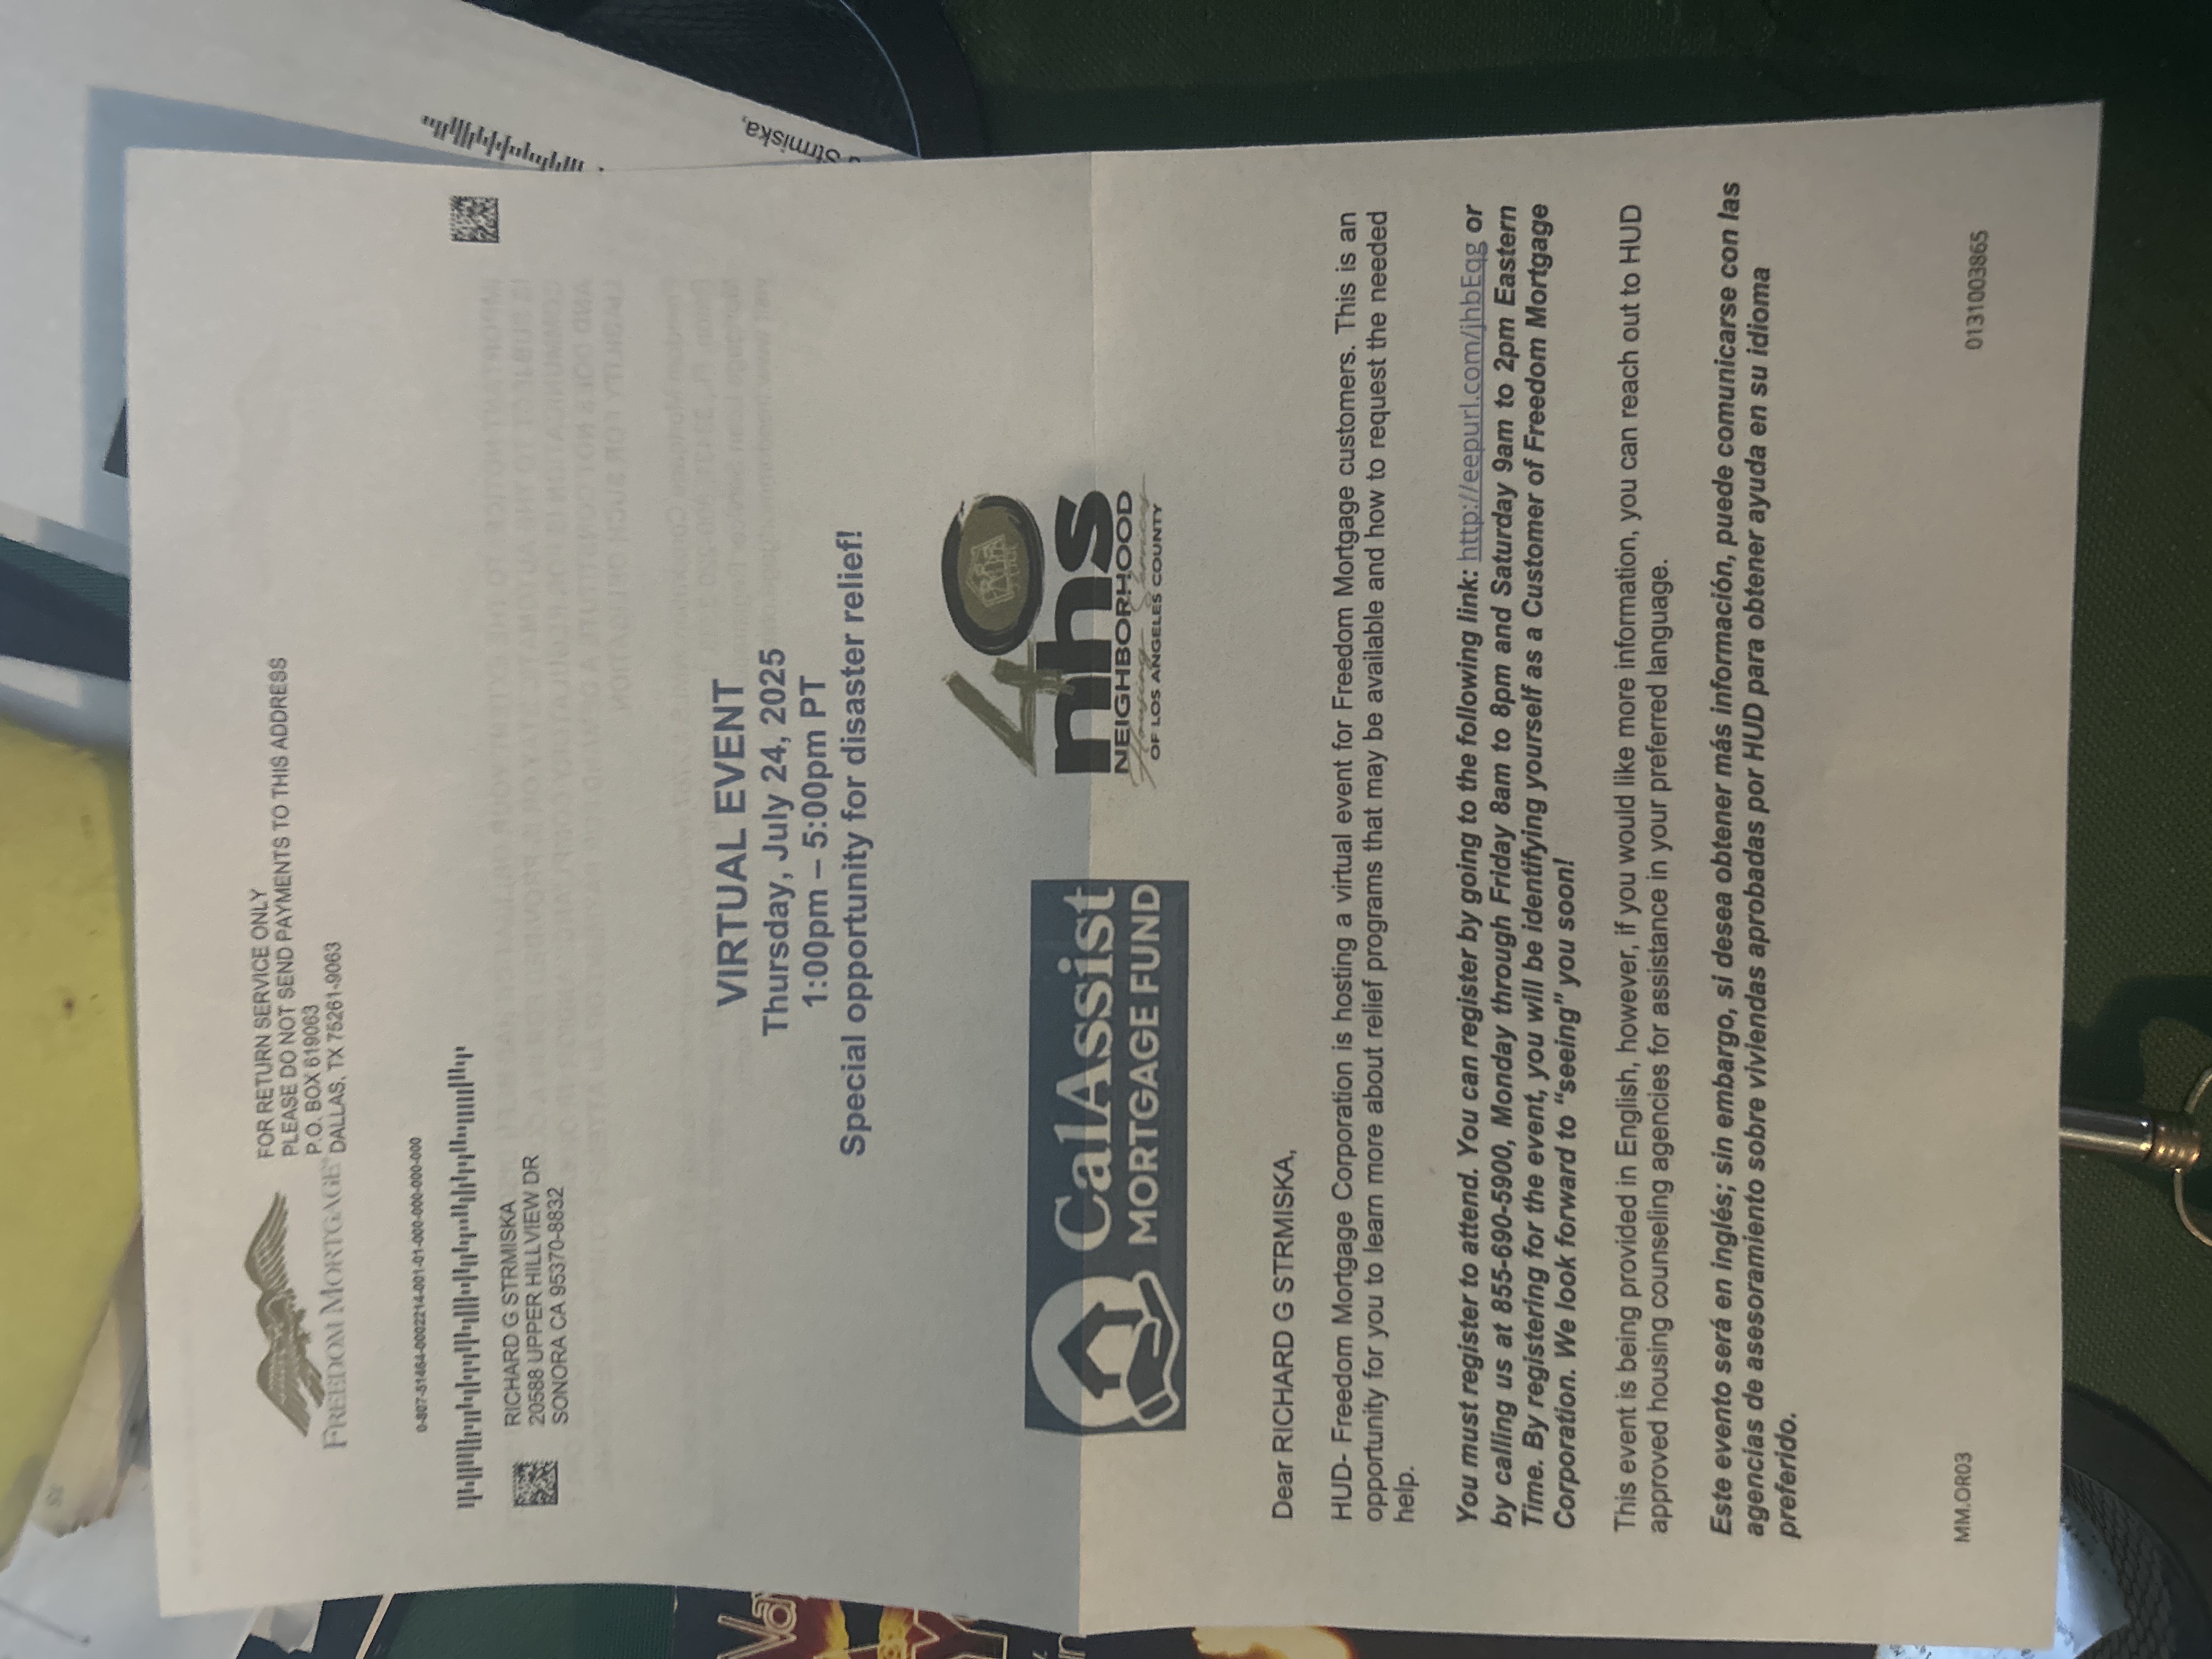 FREEDOM MORTGAGE®
FOR RETURN SERVICE ONLY
PLEASE DO NOT SEND PAYMENTS TO THIS ADDRESS
P.O. BOX 619063
DALLAS, TX 75261-9063
0-807-51464-0002214-001-01-000-000-000-000
RICHARD G STRMISKA
20588 UPPER HILLVIEW DR
SONORA CA 95370-8832
VIRTUAL EVENT
Thursday, July 24, 2025
1:00pm – 5:00pm PT
Special opportunity for disaster relief!
CalAssist
MORTGAGE FUND
40
nhs
NEIGHBORHOOD
Housing Services
OF LOS ANGELES COUNTY
Dear RICHARD G STRMISKA,
HUD- Freedom Mortgage Corporation is hosting a virtual event for Freedom Mortgage customers. This is an
opportunity for you to learn more about relief programs that may be available and how to request the needed
help.
You must register to attend. You can register by going to the following link: http://eepurl.com/jhbEqg or
by calling us at 855-690-5900, Monday through Friday 8am to 8pm and Saturday 9am to 2pm Eastern
Time. By registering for the event, you will be identifying yourself as a Customer of Freedom Mortgage
Corporation. We look forward to “seeing” you soon!
This event is being provided in English, however, if you would like more information, you can reach out to HUD
approved housing counseling agencies for assistance in your preferred language.
Este evento será en inglés; sin embargo, si desea obtener más información, puede comunicarse con las
agencias de asesoramiento sobre viviendas aprobadas por HUD para obtener ayuda en su idioma
preferido.
MM.OR03
0131003865
Strmiska,